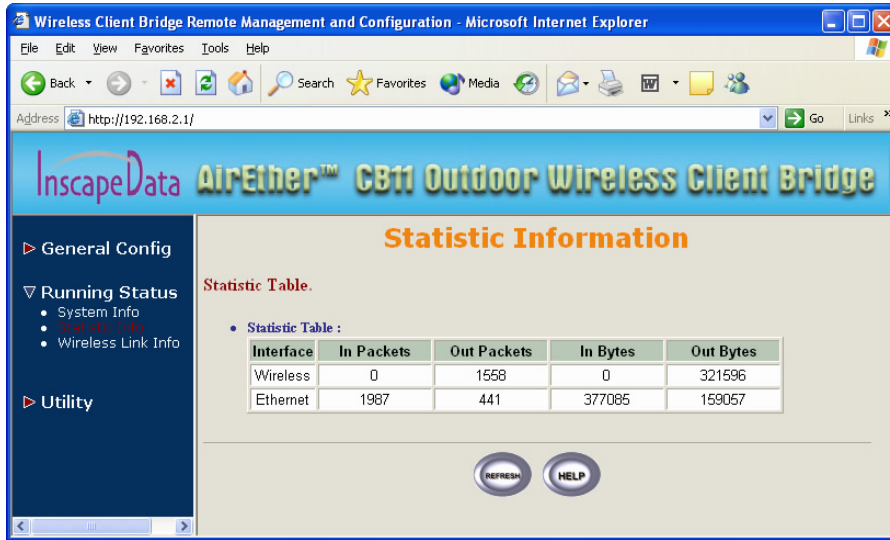 Wireless Client Bridge Remote Management and Configuration - Microsoft Internet Explorer
File Edit View Favorites Tools Help
Back Search Favorites Media
Address http://192.168.2.1/ Go Links »
InscapeData AirEther™ CB11 Outdoor Wireless Client Bridge
General Config
Running Status
System Info
Statistic Info
Wireless Link Info
Utility
Statistic Information
Statistic Table.
Statistic Table :
Interface In Packets Out Packets In Bytes Out Bytes
Wireless 0 1558 0 321596
Ethernet 1987 441 377085 159057
REFRESH HELP